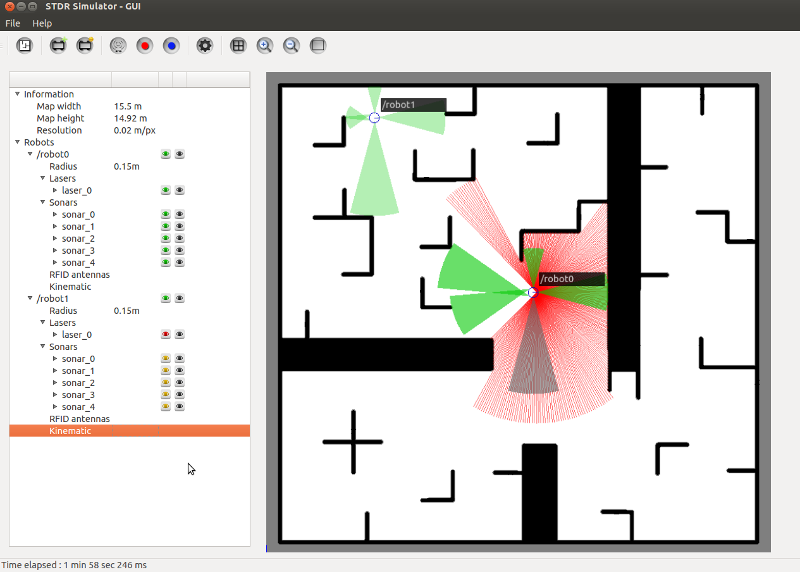 STDR Simulator - GUI
File Help
Information
Map width 15.5 m
Map height 14.92 m
Resolution 0.02 m/px
Robots
/robot0
Radius 0.15m
Lasers
laser_0
Sonars
sonar_0
sonar_1
sonar_2
sonar_3
sonar_4
RFID antennas
Kinematic
/robot1
Radius 0.15m
Lasers
laser_0
Sonars
sonar_0
sonar_1
sonar_2
sonar_3
sonar_4
RFID antennas
Kinematic
/robot1
/robot0
Time elapsed : 1 min 58 sec 246 ms